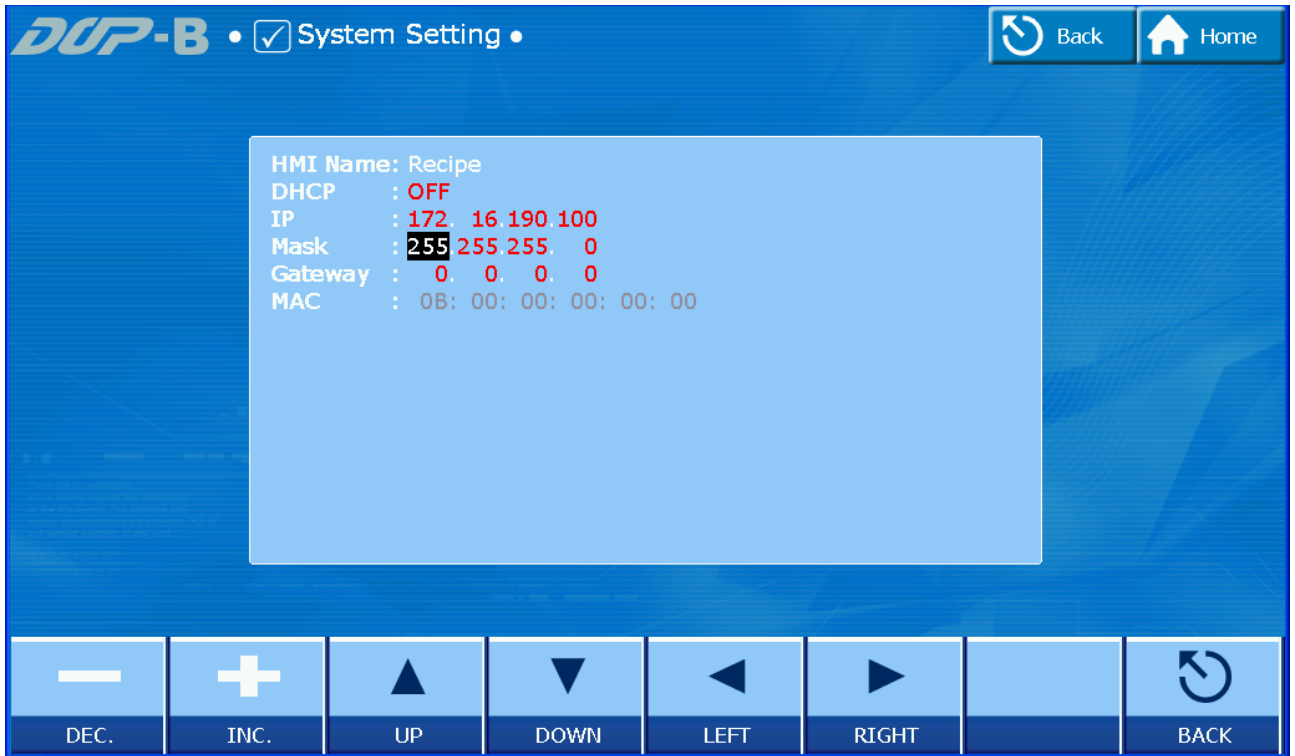 DOP-B • System Setting •
Back
Home
HMI Name: Recipe
DHCP : OFF
IP : 172. 16.190.100
Mask : 255.255.255. 0
Gateway : 0. 0. 0. 0
MAC : 0B: 00: 00: 00: 00: 00
DEC.
INC.
UP
DOWN
LEFT
RIGHT
BACK